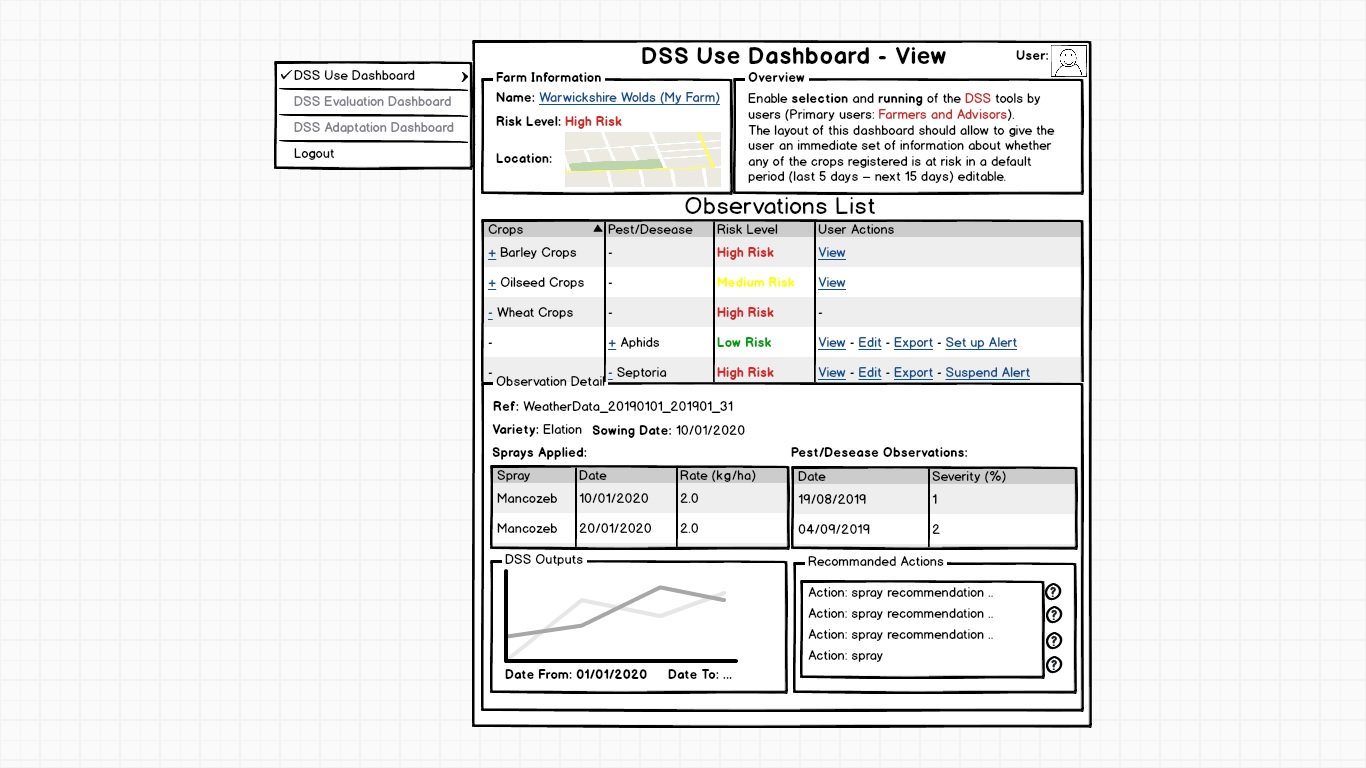 DSS Use Dashboard - View
User:
✓DSS Use Dashboard ❯
DSS Evaluation Dashboard
DSS Adaptation Dashboard
Logout
Farm Information
Name: Warwickshire Wolds (My Farm)
Risk Level: High Risk
Location:
Overview
Enable selection and running of the DSS tools by
users (Primary users: Farmers and Advisors).
The layout of this dashboard should allow to give the
user an immediate set of information about whether
any of the crops registered is at risk in a default
period (last 5 days – next 15 days) editable.
Observations List
Crops ▲ Pest/Desease Risk Level User Actions
+ Barley Crops - High Risk View
+ Oilseed Crops - Medium Risk View
- Wheat Crops - High Risk -
- + Aphids Low Risk View - Edit - Export - Set up Alert
- - Septoria High Risk View - Edit - Export - Suspend Alert
Observation Detail
Ref: WeatherData_20190101_201901_31
Variety: Elation Sowing Date: 10/01/2020
Sprays Applied:
Spray Date Rate (kg/ha)
Mancozeb 10/01/2020 2.0
Mancozeb 20/01/2020 2.0
Pest/Desease Observations:
Date Severity (%)
19/08/2019 1
04/09/2019 2
DSS Outputs
Date From: 01/01/2020 Date To: ...
Recommanded Actions
Action: spray recommendation .. ?
Action: spray recommendation .. ?
Action: spray recommendation .. ?
Action: spray ?